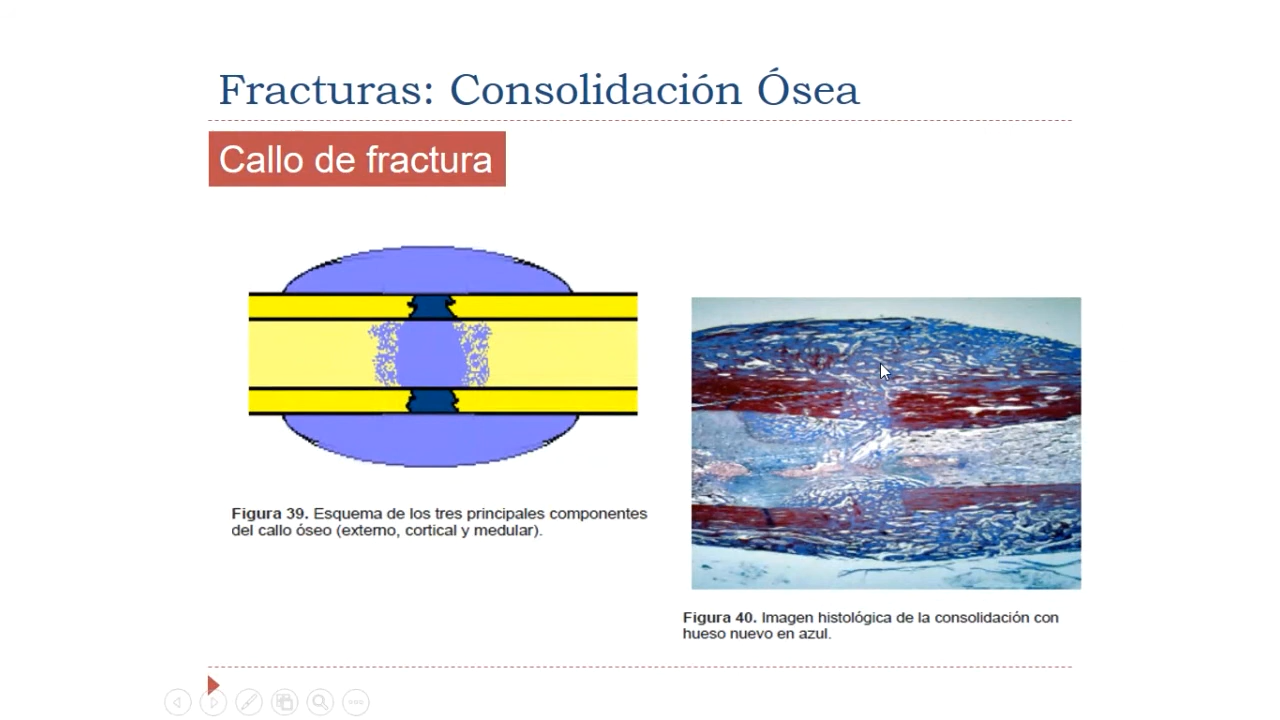 Fracturas: Consolidación Ósea
Callo de fractura
Figura 39. Esquema de los tres principales componentes
del callo óseo (externo, cortical y medular).
Figura 40. Imagen histológica de la consolidación con
hueso nuevo en azul.